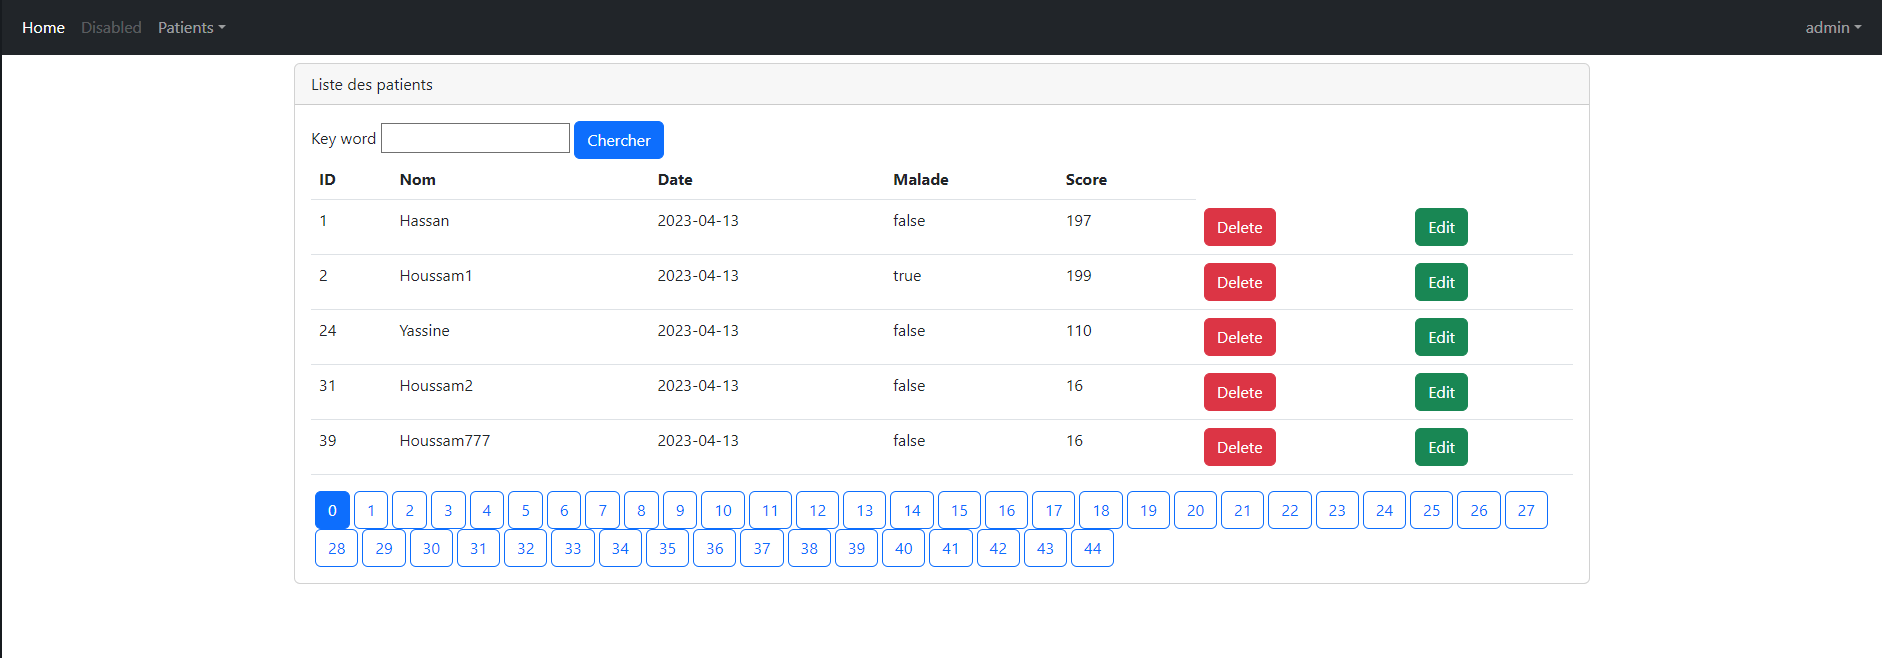 Home Disabled Patients admin
Liste des patients
Key word Chercher
ID Nom Date Malade Score
1 Hassan 2023-04-13 false 197 Delete Edit
2 Houssam1 2023-04-13 true 199 Delete Edit
24 Yassine 2023-04-13 false 110 Delete Edit
31 Houssam2 2023-04-13 false 16 Delete Edit
39 Houssam777 2023-04-13 false 16 Delete Edit
0 1 2 3 4 5 6 7 8 9 10 11 12 13 14 15 16 17 18 19 20 21 22 23 24 25 26 27
28 29 30 31 32 33 34 35 36 37 38 39 40 41 42 43 44